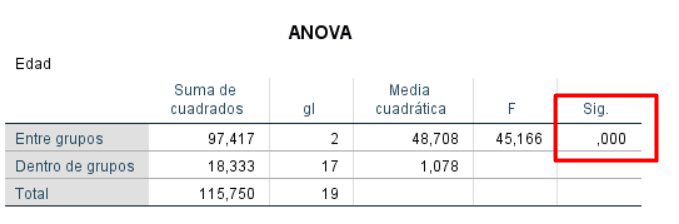 ANOVA
Edad
Suma de cuadrados gl Media cuadrática F Sig.
Entre grupos 97,417 2 48,708 45,166 ,000
Dentro de grupos 18,333 17 1,078
Total 115,750 19